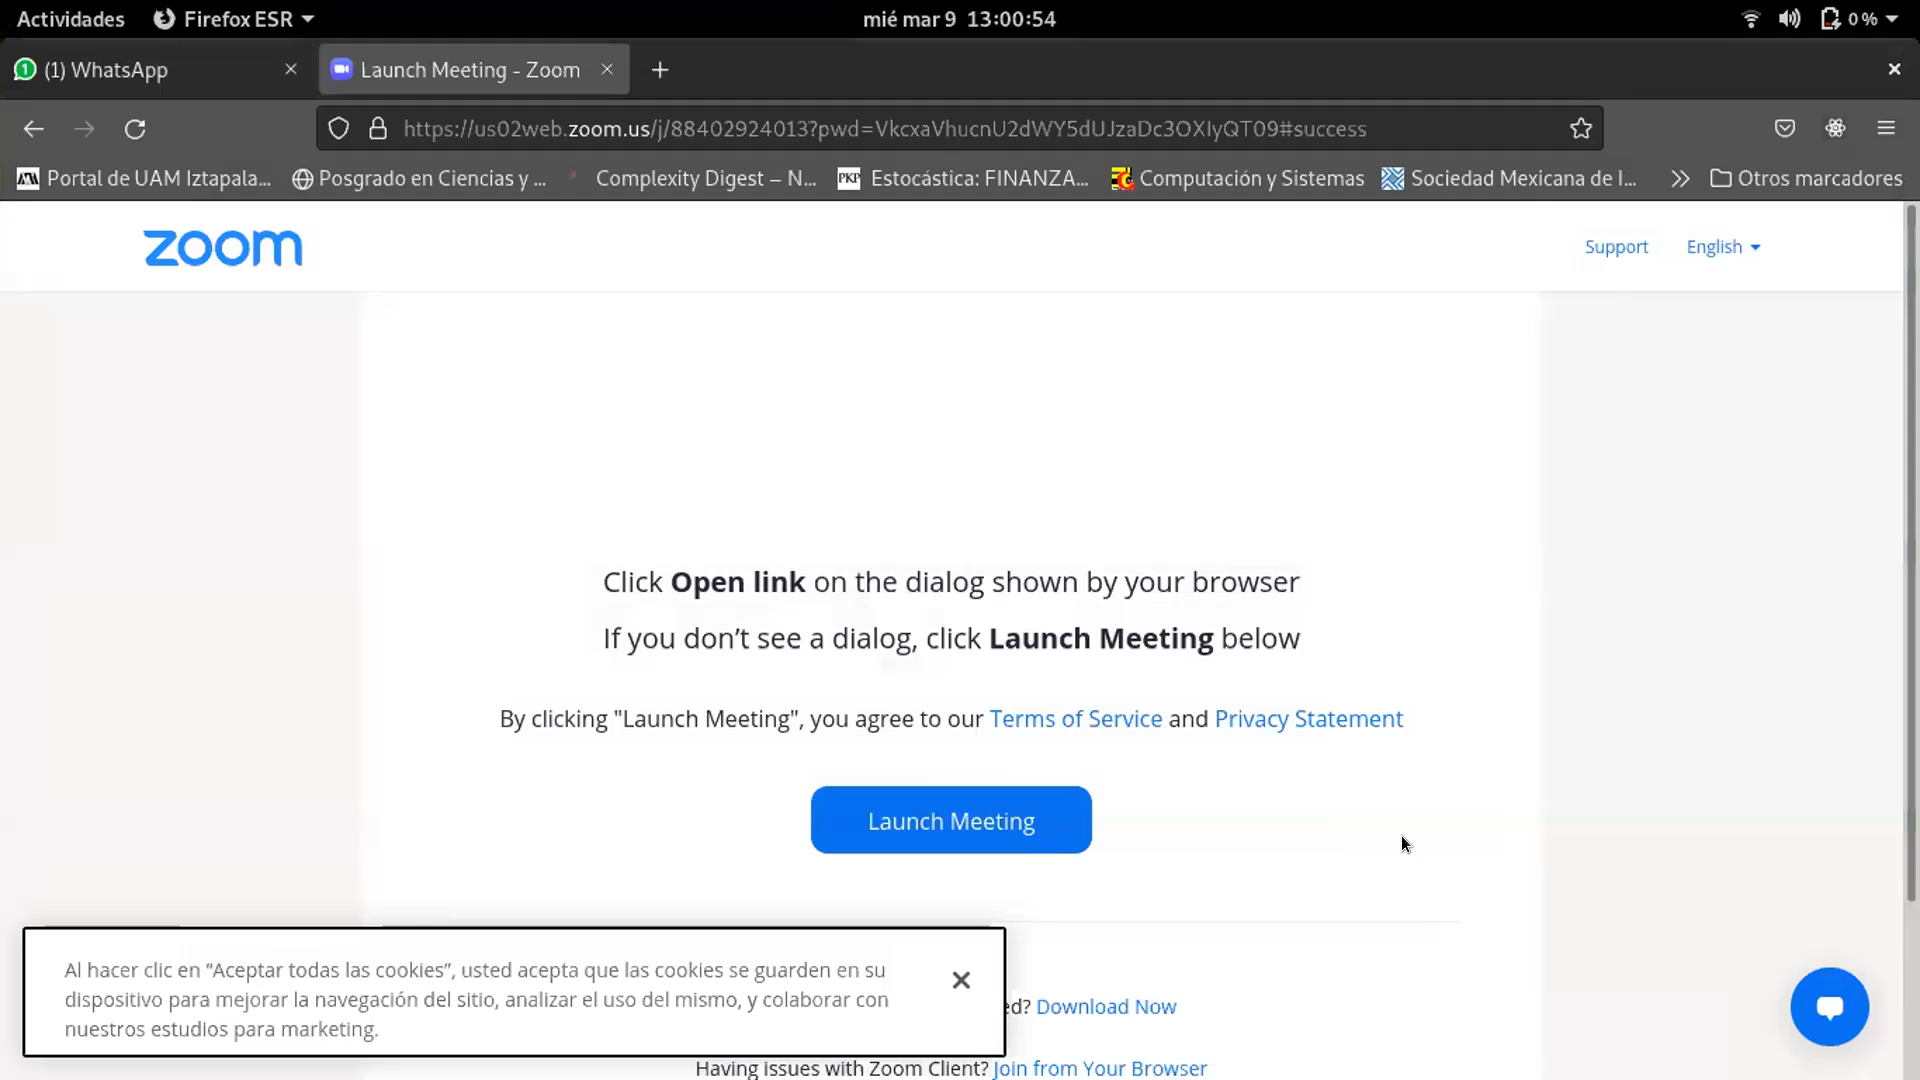 Actividades Firefox ESR mié mar 9 13:00:54 0 %
(1) WhatsApp Launch Meeting - Zoom
https://us02web.zoom.us/j/88402924013?pwd=VkcxaVhucnU2dWY5dUJzaDc3OXIyQT09#success
Portal de UAM Iztapala... Posgrado en Ciencias y ... Complexity Digest – N... PKP Estocástica: FINANZA... Computación y Sistemas Sociedad Mexicana de I... Otros marcadores
zoom Support English
Click Open link on the dialog shown by your browser
If you don’t see a dialog, click Launch Meeting below
By clicking "Launch Meeting", you agree to our Terms of Service and Privacy Statement
Launch Meeting
Al hacer clic en “Aceptar todas las cookies”, usted acepta que las cookies se guarden en su
dispositivo para mejorar la navegación del sitio, analizar el uso del mismo, y colaborar con
nuestros estudios para marketing.
ed? Download Now
Having issues with Zoom Client? Join from Your Browser